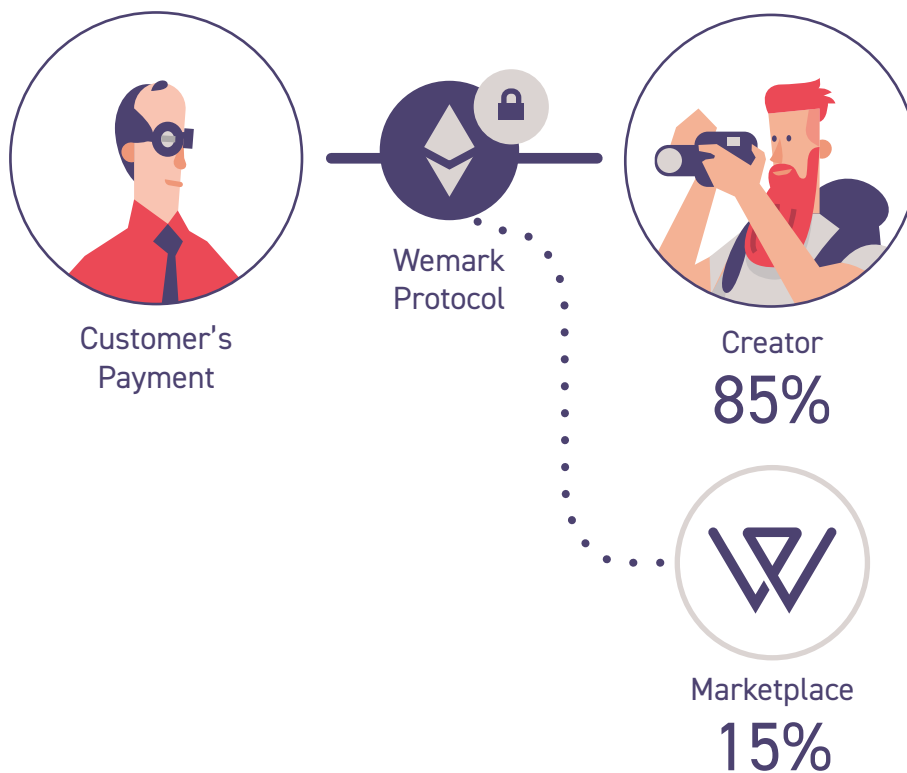 Customer's
Payment
Wemark
Protocol
Creator
85%
Marketplace
15%